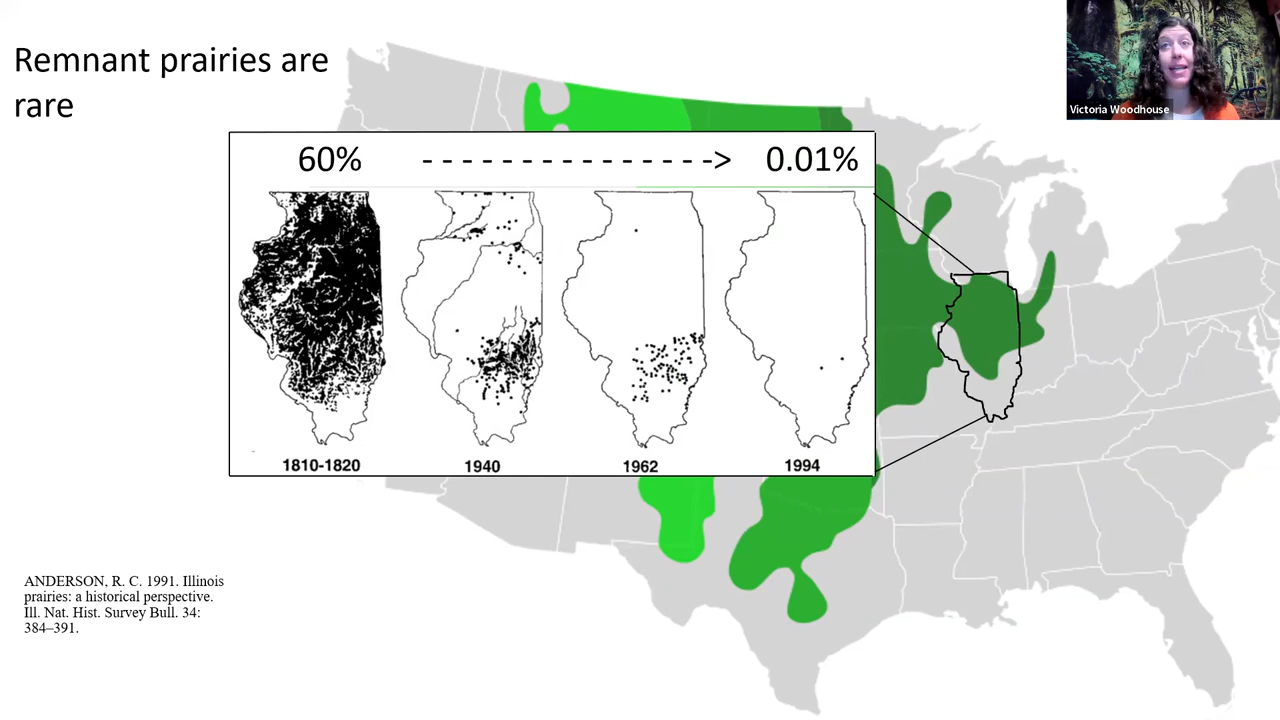 Remnant prairies are
rare
Victoria Woodhouse
60% - - - - - - - - - - - - - - - -> 0.01%
1810-1820 1940 1962 1994
ANDERSON, R. C. 1991. Illinois
prairies: a historical perspective.
Ill. Nat. Hist. Survey Bull. 34:
384–391.